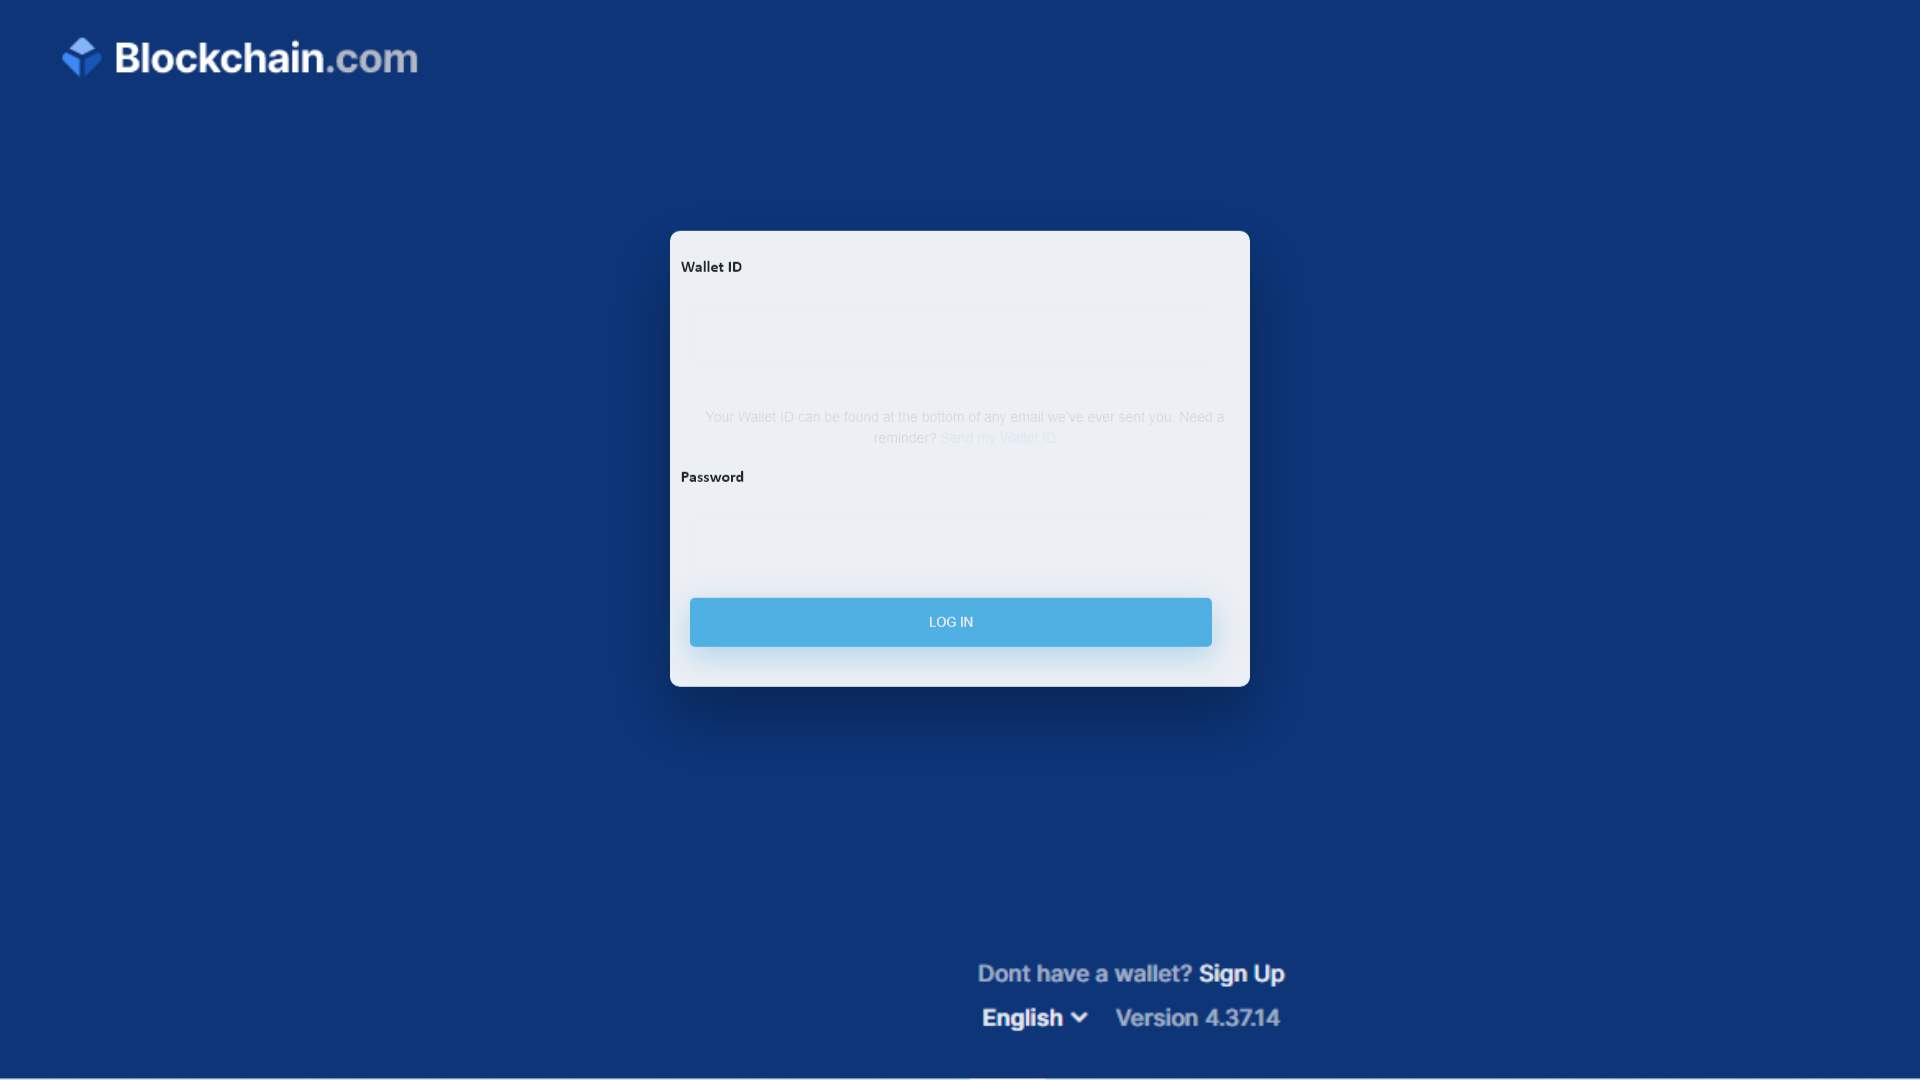 Blockchain.com
Wallet ID
Your Wallet ID can be found at the bottom of any email we've ever sent you. Need a
reminder? Send my Wallet ID
Password
LOG IN
Dont have a wallet? Sign Up
English Version 4.37.14